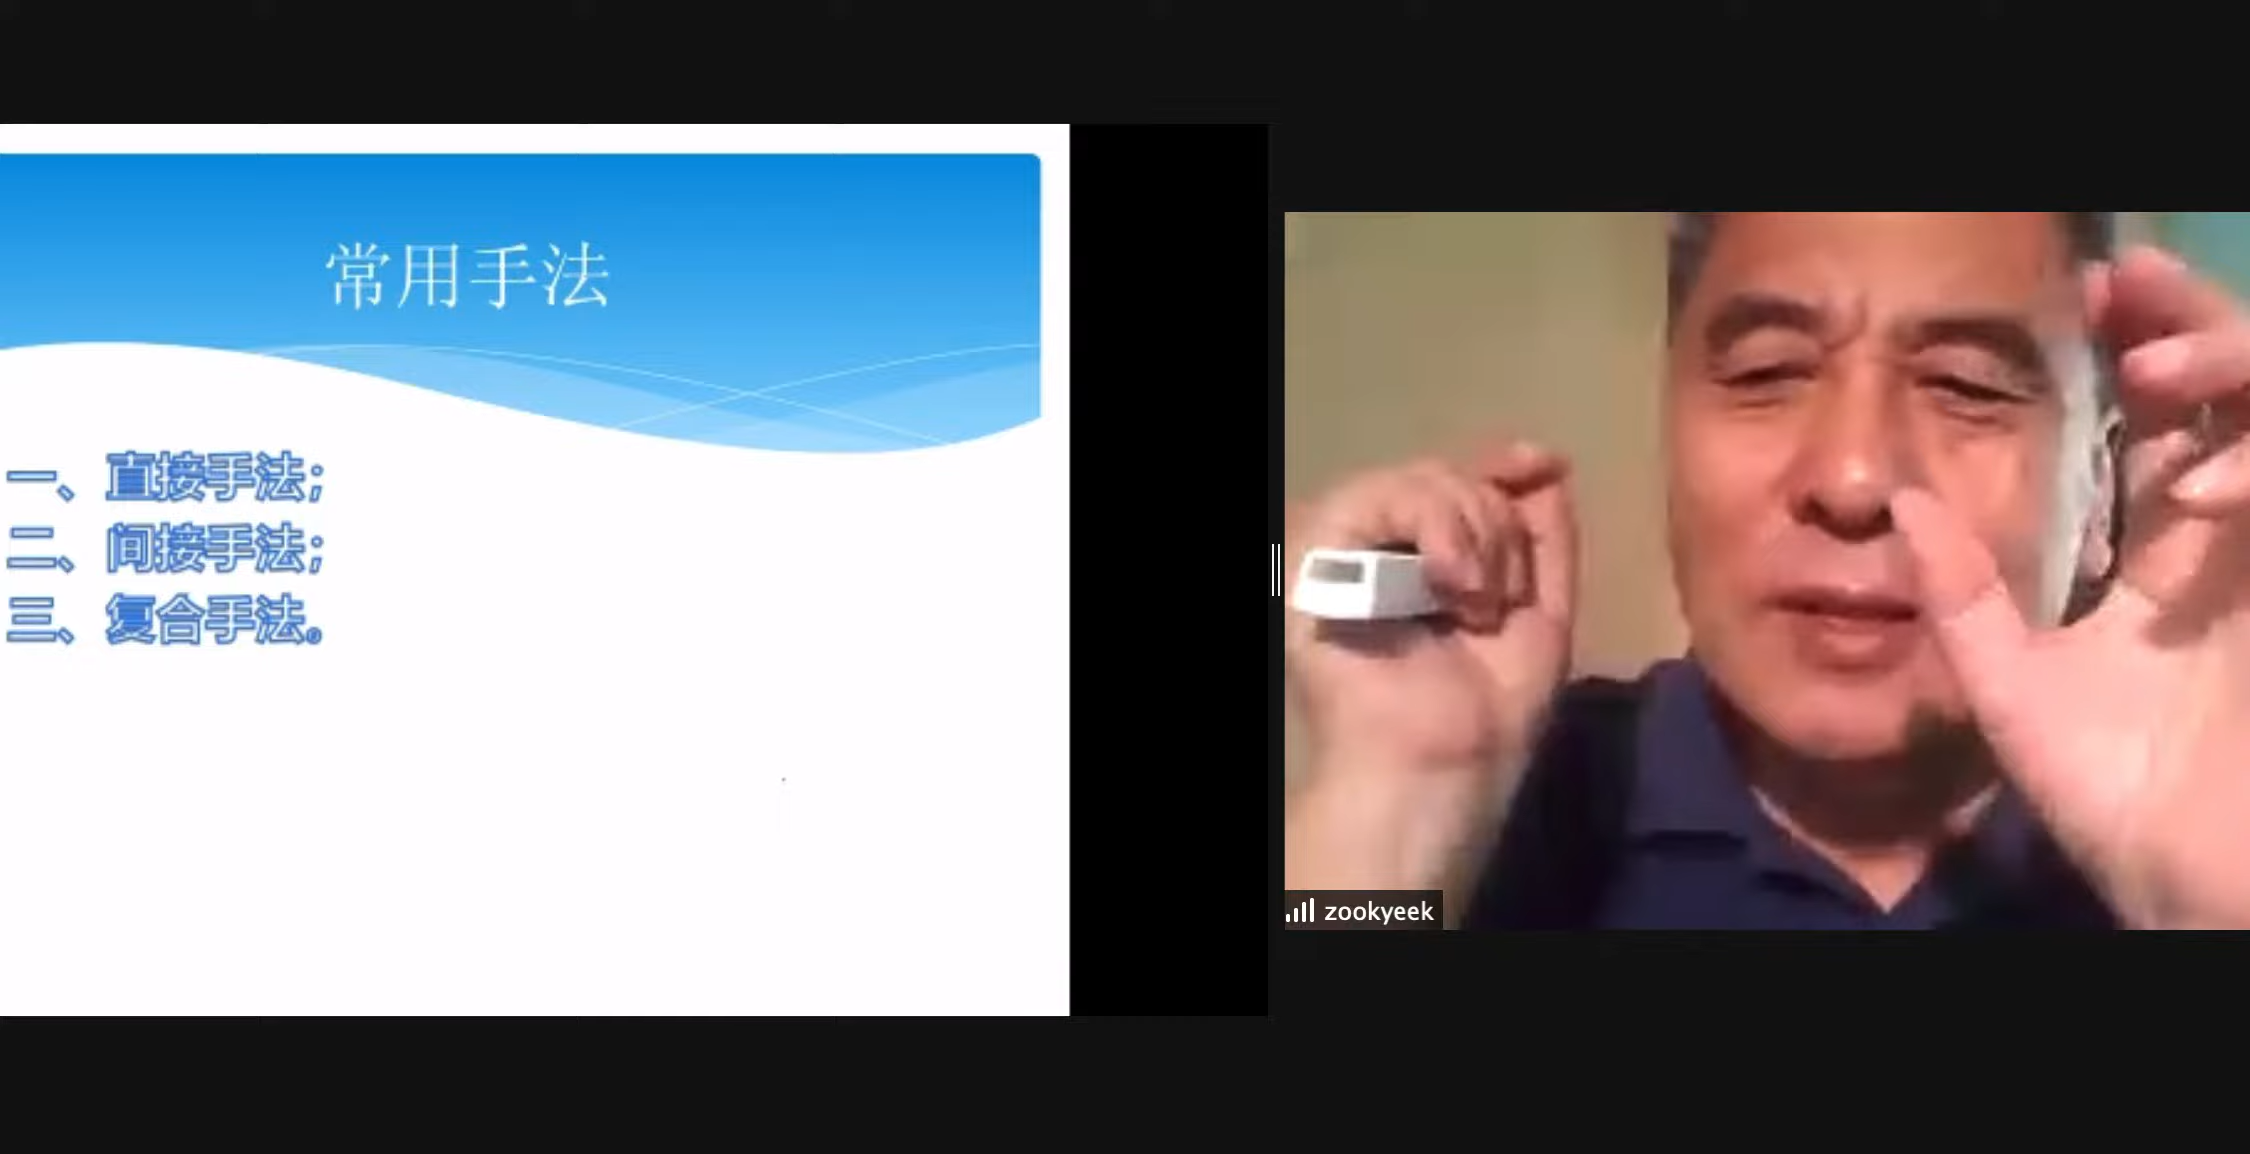 常用手法
一、直接手法；
二、间接手法；
三、复合手法。
zookyeek